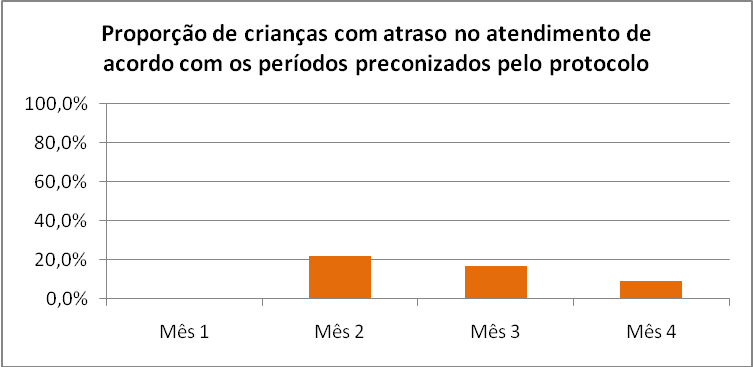 Proporção de crianças com atraso no atendimento de
acordo com os períodos preconizados pelo protocolo
100,0%
80,0%
60,0%
40,0%
20,0%
0,0%
Mês 1 Mês 2 Mês 3 Mês 4